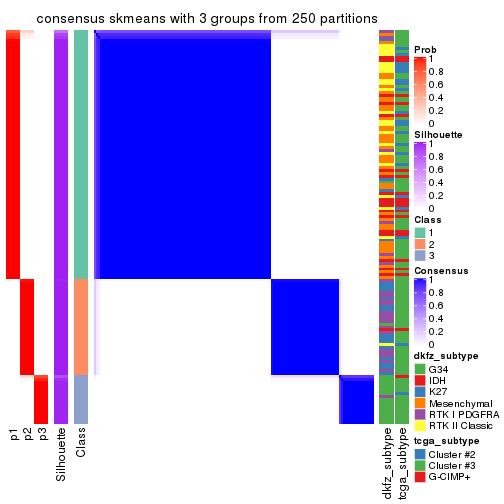 consensus skmeans with 3 groups from 250 partitions
Prob
1
0.8
0.6
0.4
0.2
0
Silhouette
1
0.8
0.6
0.4
0.2
0
Class
1
2
3
Consensus
1
0.8
0.6
0.4
0.2
0
dkfz_subtype
G34
IDH
K27
Mesenchymal
RTK I PDGFRA
RTK II Classic
tcga_subtype
Cluster #2
Cluster #3
G-CIMP+
p1
p2
p3
Silhouette
Class
dkfz_subtype
tcga_subtype